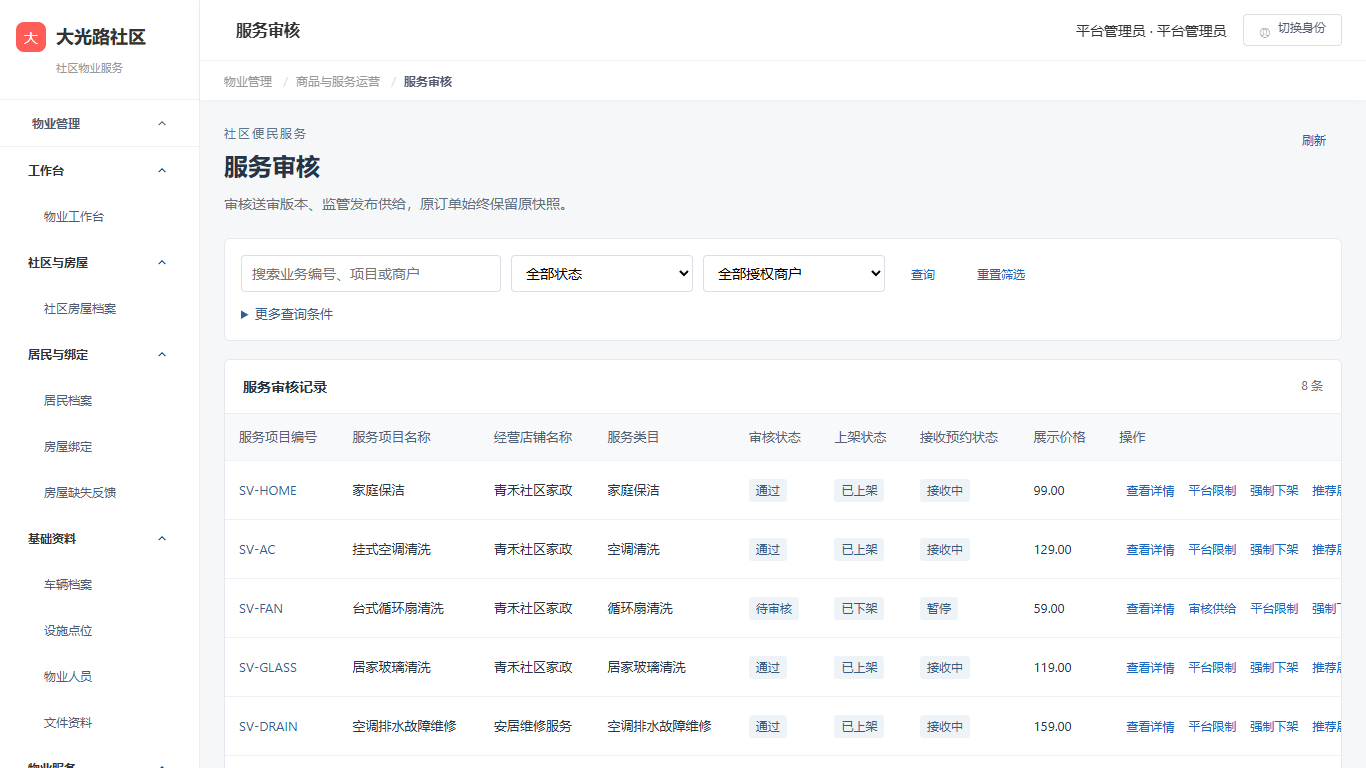 大 大光路社区
社区物业服务
服务审核
平台管理员 · 平台管理员
切换身份
物业管理 / 商品与服务运营 / 服务审核
物业管理
工作台
物业工作台
社区与房屋
社区房屋档案
居民与绑定
居民档案
房屋绑定
房屋缺失反馈
基础资料
车辆档案
设施点位
物业人员
文件资料
社区便民服务
服务审核
刷新
审核送审版本、监管发布供给，原订单始终保留原快照。
搜索业务编号、项目或商户 全部状态 全部授权商户 查询 重置筛选
更多查询条件
服务审核记录 8 条
服务项目编号 服务项目名称 经营店铺名称 服务类目 审核状态 上架状态 接收预约状态 展示价格 操作
SV-HOME 家庭保洁 青禾社区家政 家庭保洁 通过 已上架 接收中 99.00 查看详情 平台限制 强制下架 推荐
SV-AC 挂式空调清洗 青禾社区家政 空调清洗 通过 已上架 接收中 129.00 查看详情 平台限制 强制下架 推荐
SV-FAN 台式循环扇清洗 青禾社区家政 循环扇清洗 待审核 已下架 暂停 59.00 查看详情 审核供给 平台限制 强制
SV-GLASS 居家玻璃清洗 青禾社区家政 居家玻璃清洗 通过 已上架 接收中 119.00 查看详情 平台限制 强制下架 推荐
SV-DRAIN 空调排水故障维修 安居维修服务 空调排水故障维修 通过 已上架 接收中 159.00 查看详情 平台限制 强制下架 推荐